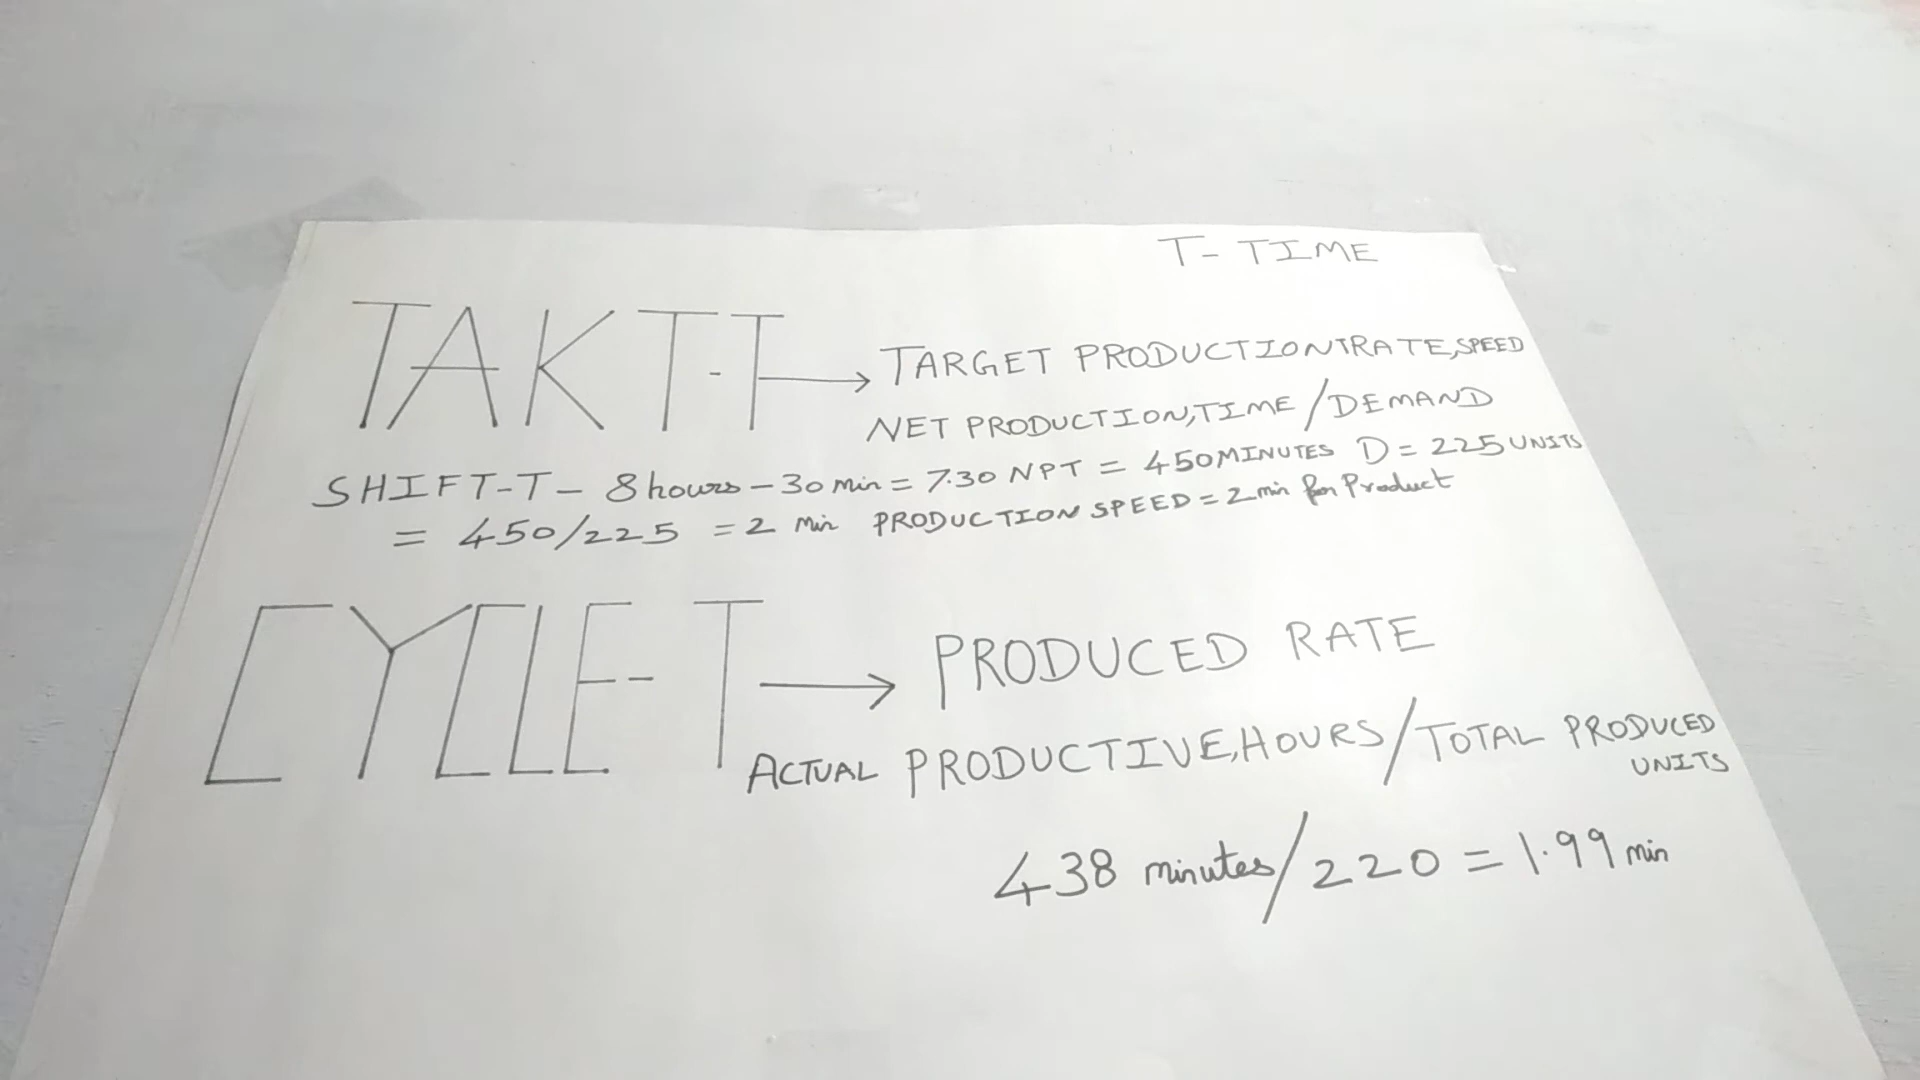 T- TIME
TAKT-T → TARGET PRODUCTIONTRATE,SPEED
NET PRODUCTION,TIME/DEMAND
SHIFT-T- 8 hours - 30 Min = 7.30 NPT = 450 MINUTES D = 225 UNITS
= 450/225 = 2 Min PRODUCTION SPEED = 2 min for Product
CYCLE-T → PRODUCED RATE
ACTUAL PRODUCTIVE,HOURS/TOTAL PRODUCED
UNITS
438 minutes/220 = 1.99 min